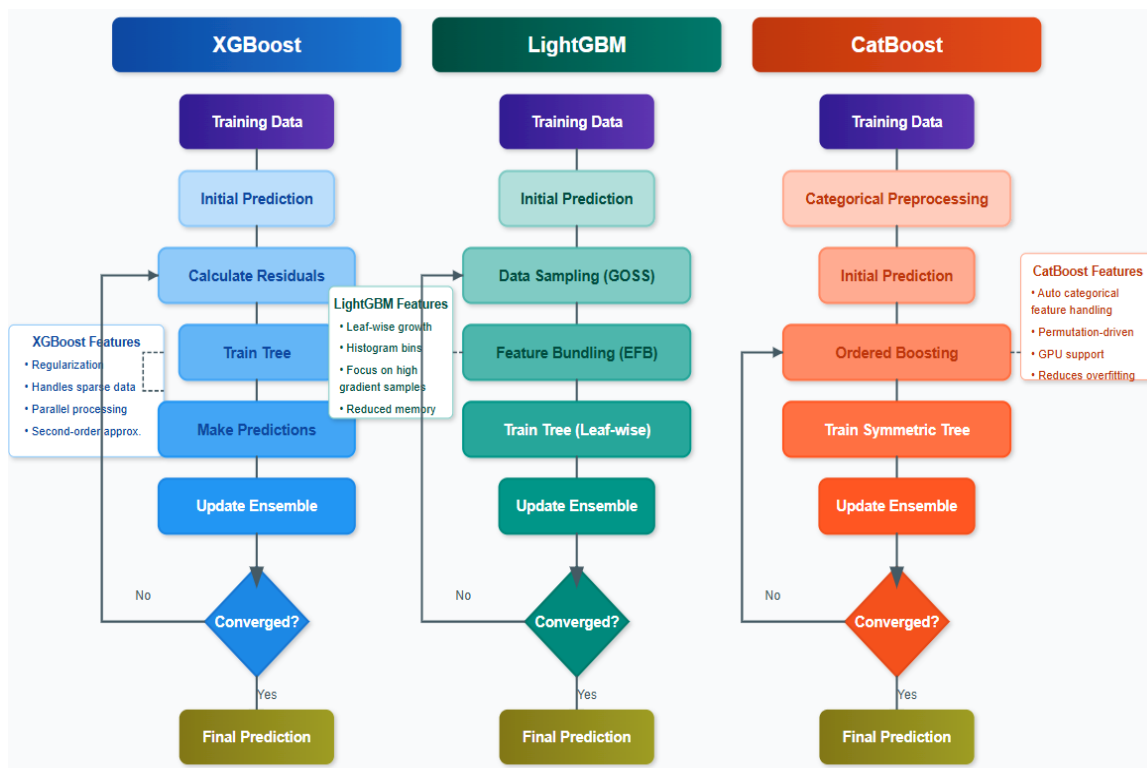 XGBoost
LightGBM
CatBoost
Training Data
Training Data
Training Data
Initial Prediction
Initial Prediction
Categorical Preprocessing
Calculate Residuals
Data Sampling (GOSS)
Initial Prediction
CatBoost Features
• Auto categorical
feature handling
• Permutation-driven
• GPU support
• Reduces overfitting
LightGBM Features
• Leaf-wise growth
• Histogram bins
• Focus on high
gradient samples
• Reduced memory
XGBoost Features
• Regularization
• Handles sparse data
• Parallel processing
• Second-order approx.
Train Tree
Feature Bundling (EFB)
Ordered Boosting
Make Predictions
Train Tree (Leaf-wise)
Train Symmetric Tree
Update Ensemble
Update Ensemble
Update Ensemble
No
Converged?
No
Converged?
No
Converged?
Yes
Yes
Yes
Final Prediction
Final Prediction
Final Prediction